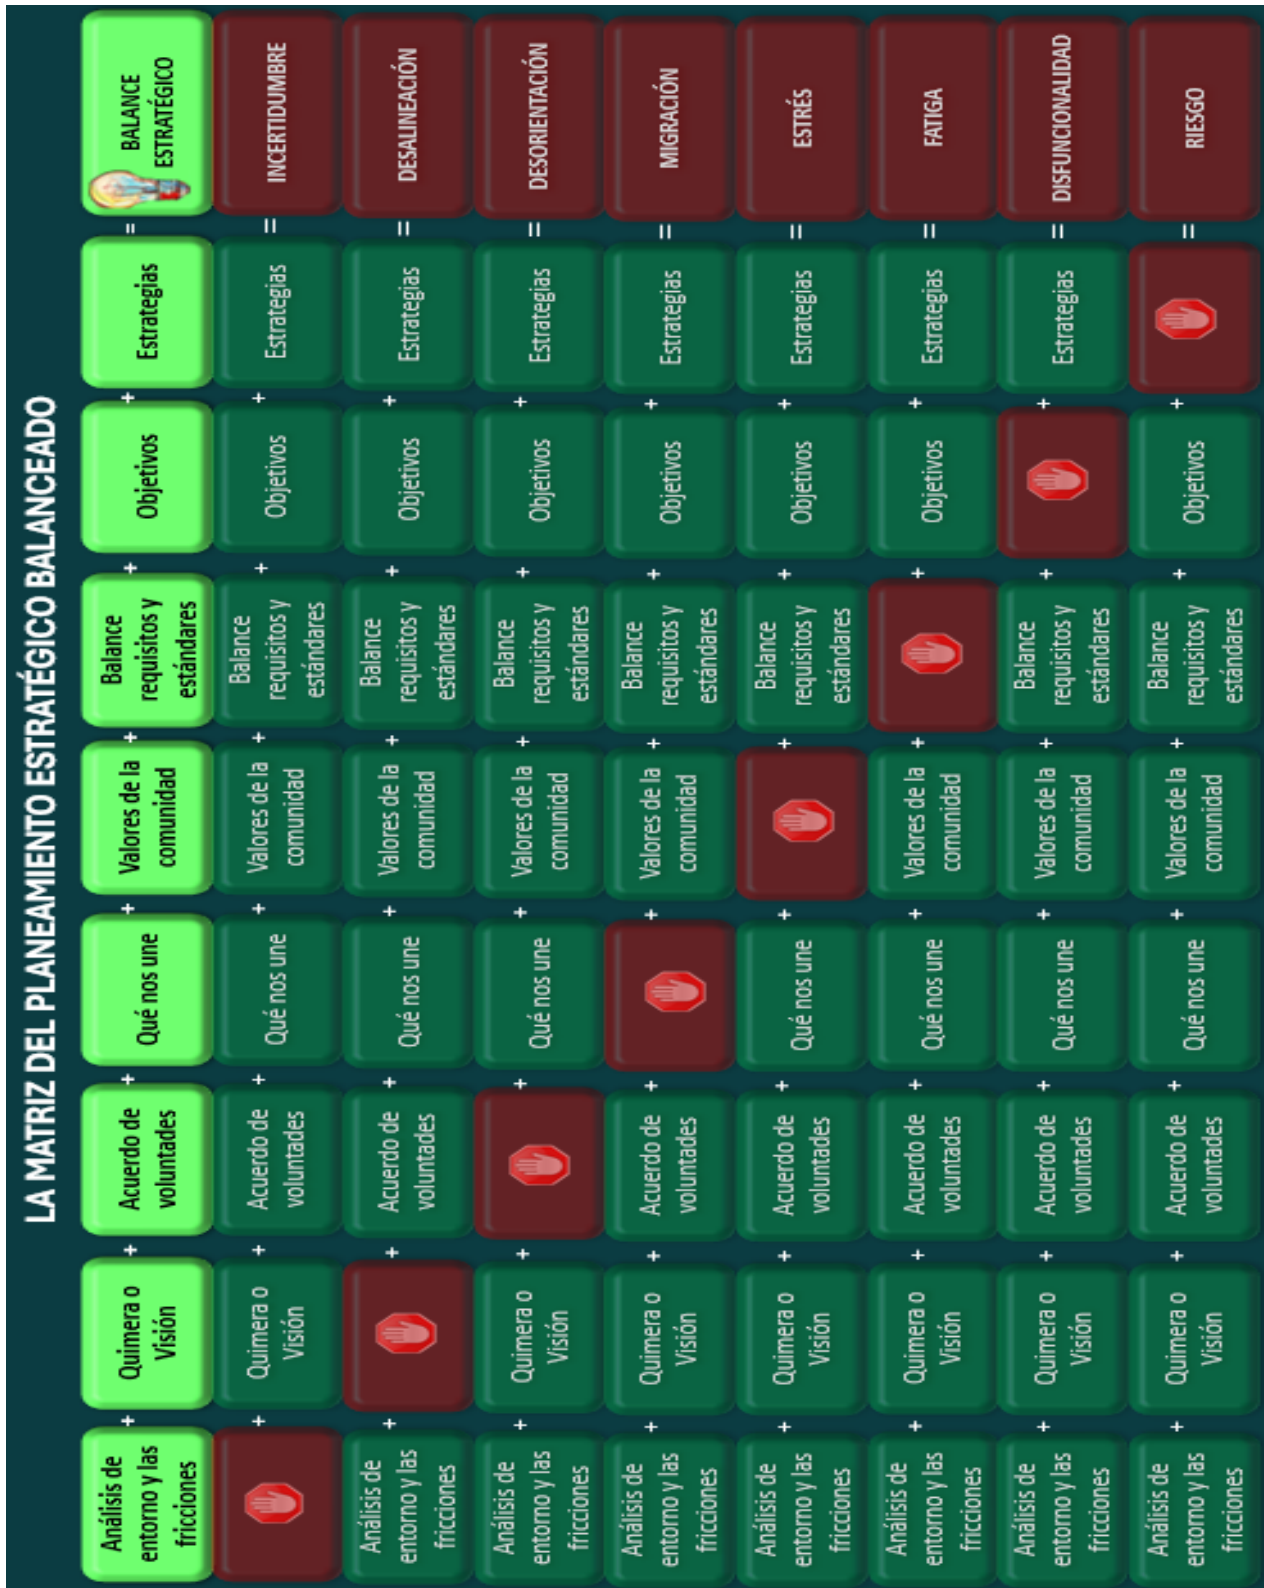 LA MATRIZ DEL PLANEAMIENTO ESTRATÉGICO BALANCEADO
Análisis de
entorno y las
fricciones
+
Quimera o
Visión
+
Acuerdo de
voluntades
+
Qué nos une
+
Valores de la
comunidad
+
Balance
requisitos y
estándares
+
Objetivos
+
Estrategias
=
BALANCE
ESTRATÉGICO
+
Quimera o
Visión
+
Acuerdo de
voluntades
+
Qué nos une
+
Valores de la
comunidad
+
Balance
requisitos y
estándares
+
Objetivos
+
Estrategias
=
INCERTIDUMBRE
Análisis de
entorno y las
fricciones
+
+
Acuerdo de
voluntades
+
Qué nos une
+
Valores de la
comunidad
+
Balance
requisitos y
estándares
+
Objetivos
+
Estrategias
=
DESALINEACIÓN
Análisis de
entorno y las
fricciones
+
Quimera o
Visión
+
+
Qué nos une
+
Valores de la
comunidad
+
Balance
requisitos y
estándares
+
Objetivos
+
Estrategias
=
DESORIENTACIÓN
Análisis de
entorno y las
fricciones
+
Quimera o
Visión
+
Acuerdo de
voluntades
+
+
Valores de la
comunidad
+
Balance
requisitos y
estándares
+
Objetivos
+
Estrategias
=
MIGRACIÓN
Análisis de
entorno y las
fricciones
+
Quimera o
Visión
+
Acuerdo de
voluntades
+
Qué nos une
+
+
Balance
requisitos y
estándares
+
Objetivos
+
Estrategias
=
ESTRÉS
Análisis de
entorno y las
fricciones
+
Quimera o
Visión
+
Acuerdo de
voluntades
+
Qué nos une
+
Valores de la
comunidad
+
+
Objetivos
+
Estrategias
=
FATIGA
Análisis de
entorno y las
fricciones
+
Quimera o
Visión
+
Acuerdo de
voluntades
+
Qué nos une
+
Valores de la
comunidad
+
Balance
requisitos y
estándares
+
+
Estrategias
=
DISFUNCIONALIDAD
Análisis de
entorno y las
fricciones
+
Quimera o
Visión
+
Acuerdo de
voluntades
+
Qué nos une
+
Valores de la
comunidad
+
Balance
requisitos y
estándares
+
Objetivos
+
=
RIESGO